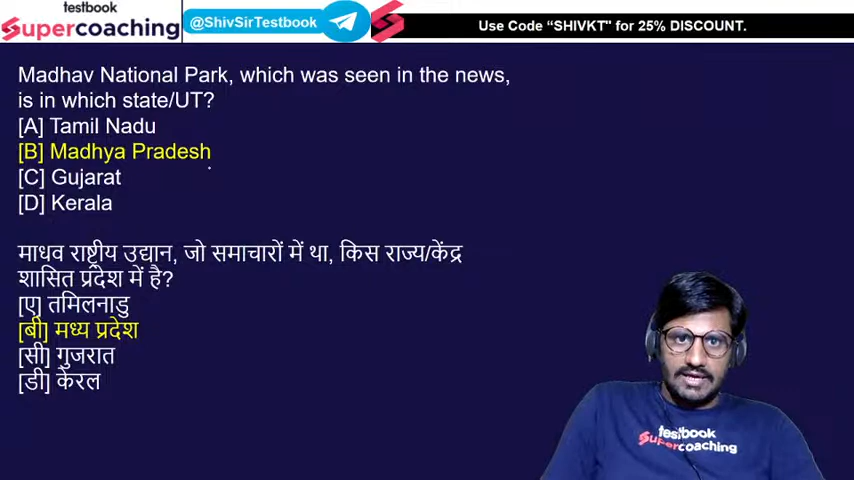 testbook
Supercoaching
@ShivSirTestbook
Use Code “SHIVKT" for 25% DISCOUNT.
Madhav National Park, which was seen in the news,
is in which state/UT?
[A] Tamil Nadu
[B] Madhya Pradesh
[C] Gujarat
[D] Kerala
माधव राष्ट्रीय उद्यान, जो समाचारों में था, किस राज्य/केंद्र
शासित प्रदेश में है?
[ए] तमिलनाडु
[बी] मध्य प्रदेश
[सी] गुजरात
[डी] केरल
testbook
Supercoaching